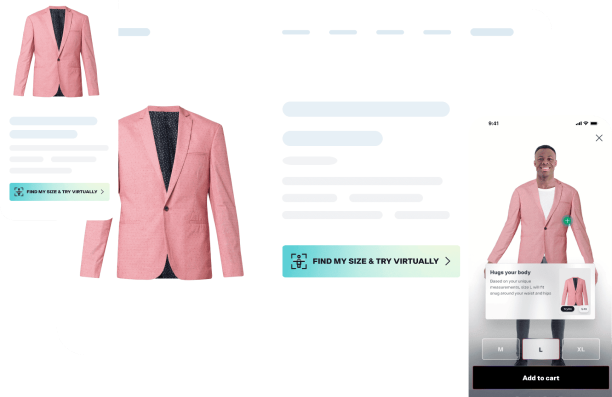 FIND MY SIZE & TRY VIRTUALLY
FIND MY SIZE & TRY VIRTUALLY
9:41
Hugs your body
Based on your unique
measurements, size L will fit
snug around your waist and hips
M
L
XL
Add to cart